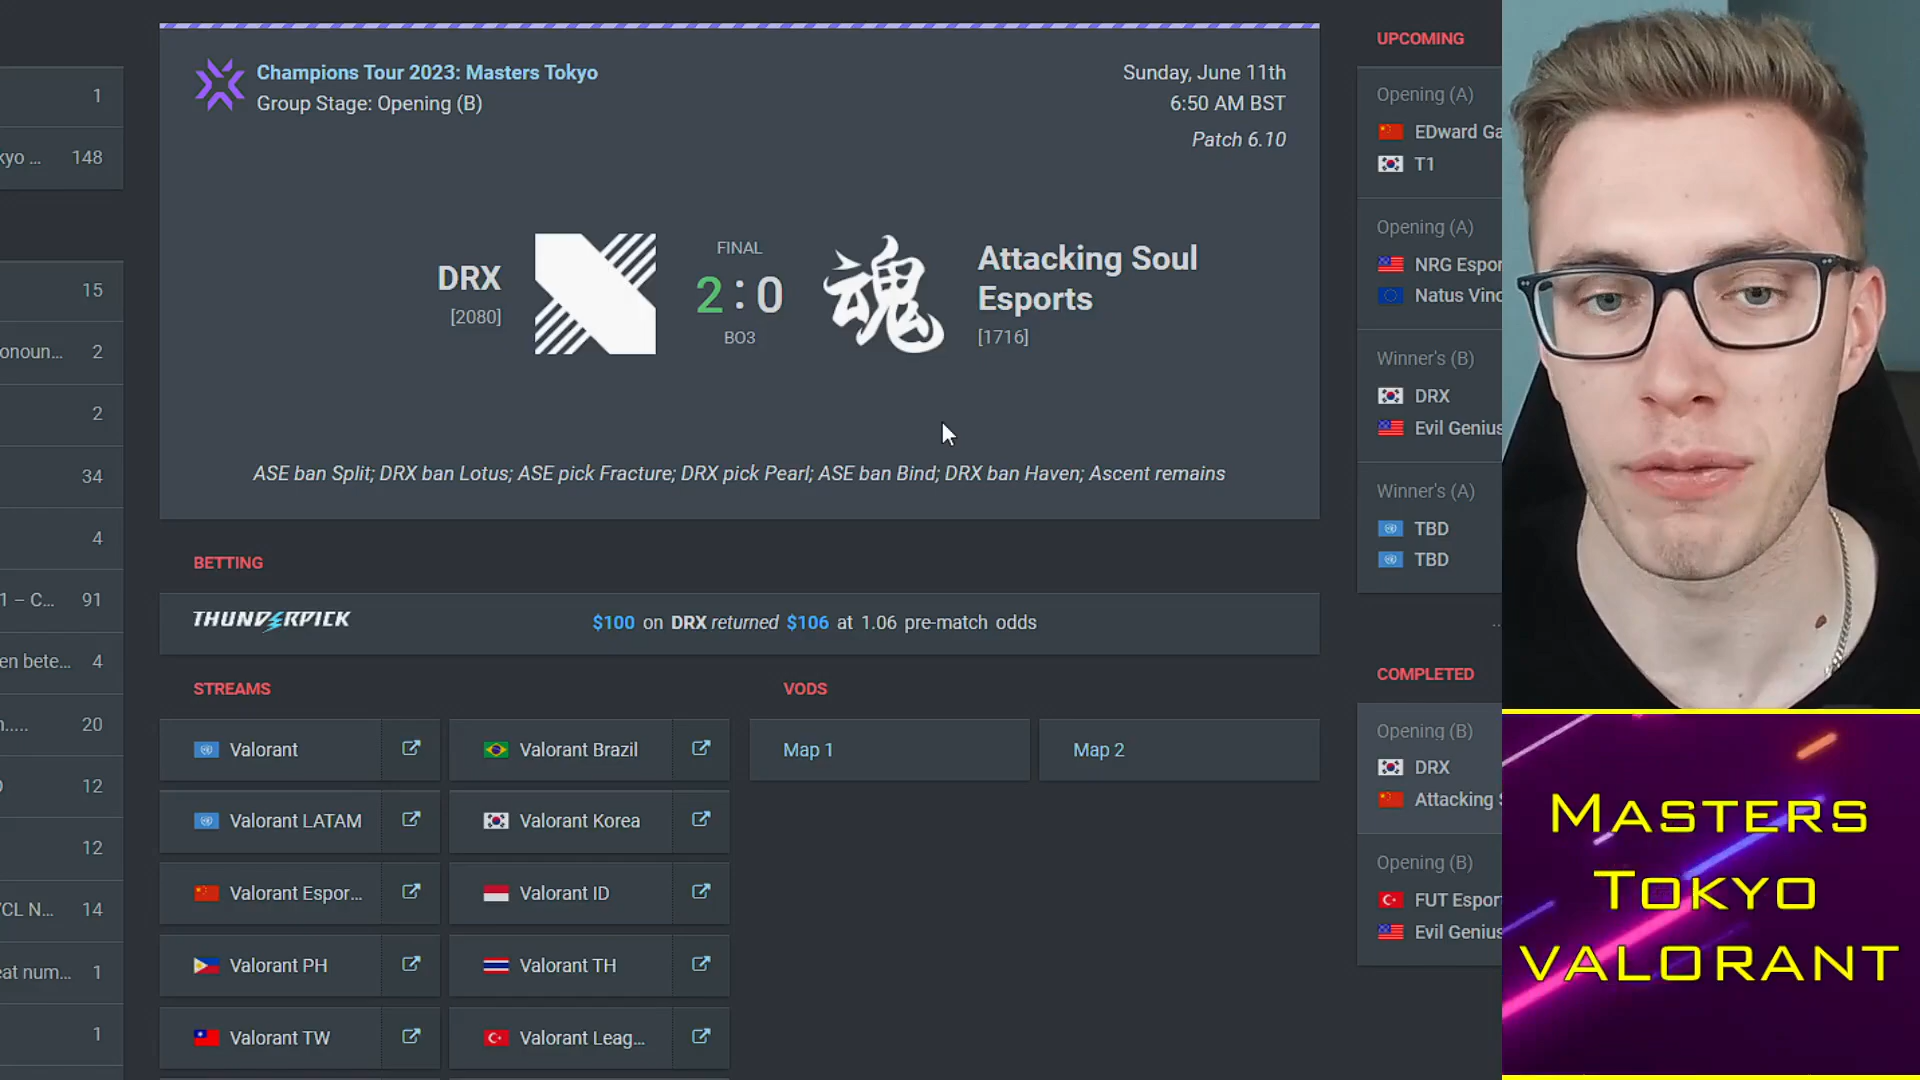 Champions Tour 2023: Masters Tokyo
Group Stage: Opening (B)
Sunday, June 11th
6:50 AM BST
Patch 6.10
DRX
[2080]
FINAL
2 : 0
BO3
魂
Attacking Soul
Esports
[1716]
ASE ban Split; DRX ban Lotus; ASE pick Fracture; DRX pick Pearl; ASE ban Bind; DRX ban Haven; Ascent remains
BETTING
THUNDERPICK
$100 on DRX returned $106 at 1.06 pre-match odds
STREAMS
Valorant
Valorant Brazil
Valorant LATAM
Valorant Korea
Valorant Espor...
Valorant ID
Valorant PH
Valorant TH
Valorant TW
Valorant Leag...
VODS
Map 1
Map 2
1
kyo ... 148
15
onoun... 2
2
34
4
1 – C... 91
en bete... 4
..... 20
12
12
CL N... 14
eat num... 1
1
UPCOMING
Opening (A)
EDward Ga
T1
Opening (A)
NRG Espor
Natus Vinc
Winner's (B)
DRX
Evil Genius
Winner's (A)
TBD
TBD
COMPLETED
Opening (B)
DRX
Attacking
Opening (B)
FUT Espor
Evil Genius
MASTERS
TOKYO
VALORANT